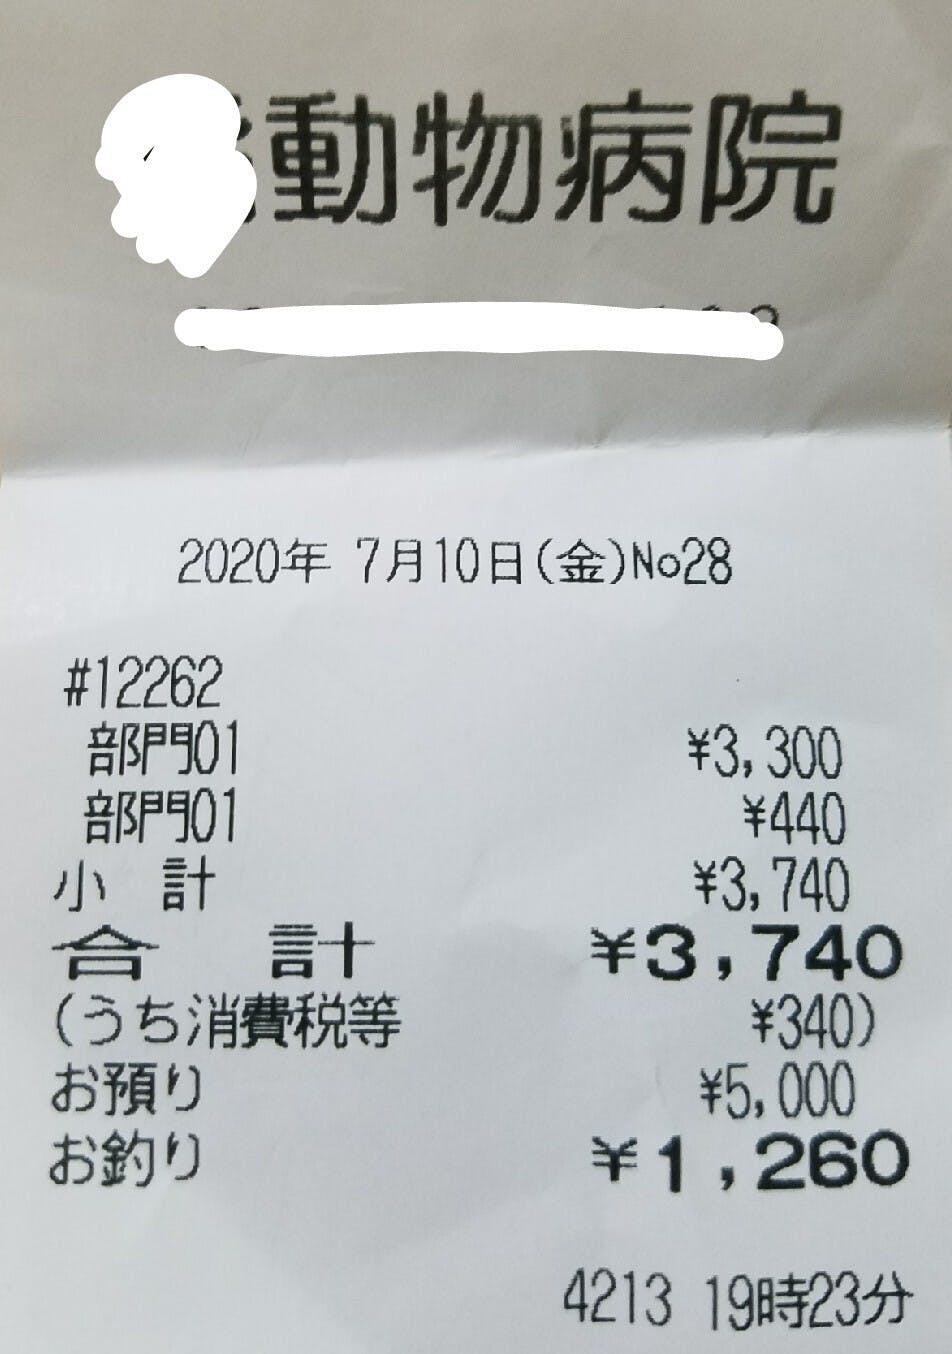 動物病院
2020年 7月10日(金)No28
#12262
部門01 ¥3,300
部門01 ¥440
小 計 ¥3,740
合 計 ¥3,740
(うち消費税等 ¥340)
お預り ¥5,000
お釣り ¥1,260
4213 19時23分